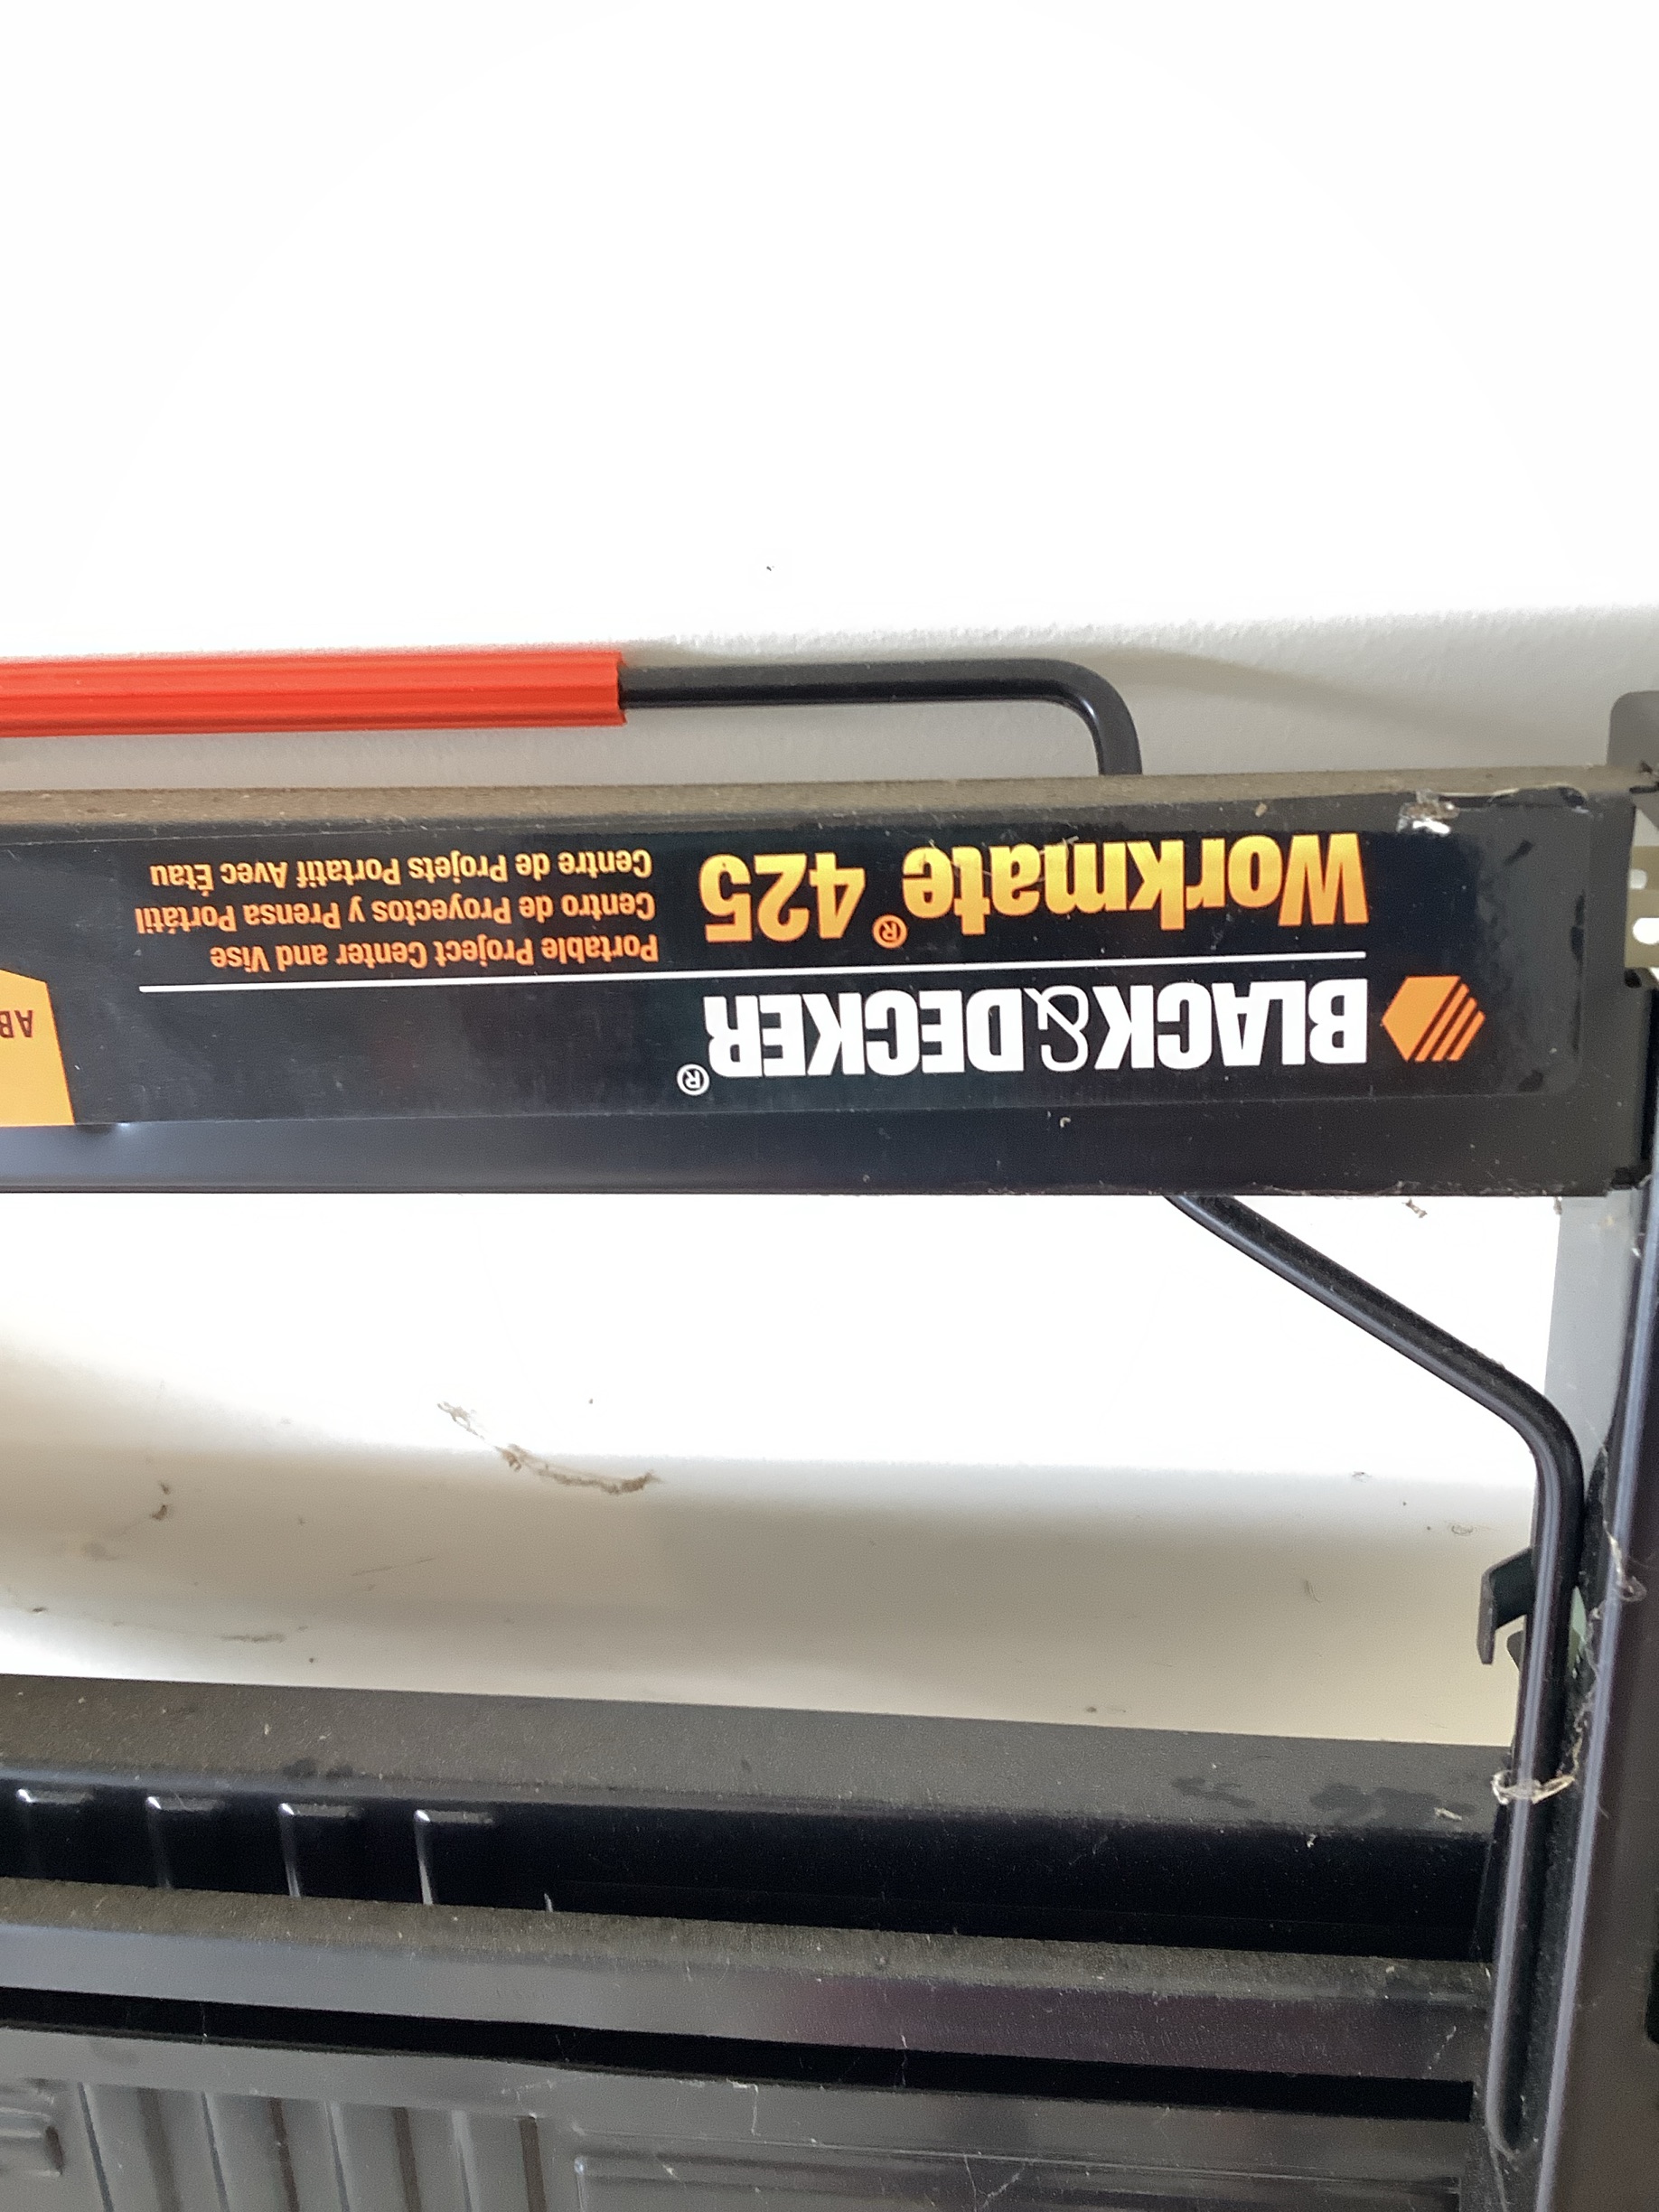 BLACK&DECKER®
Workmate® 425
Portable Project Center and Vise
Centro de Proyectos y Prensa Portátil
Centre de Projets Portatif Avec Étau
AB